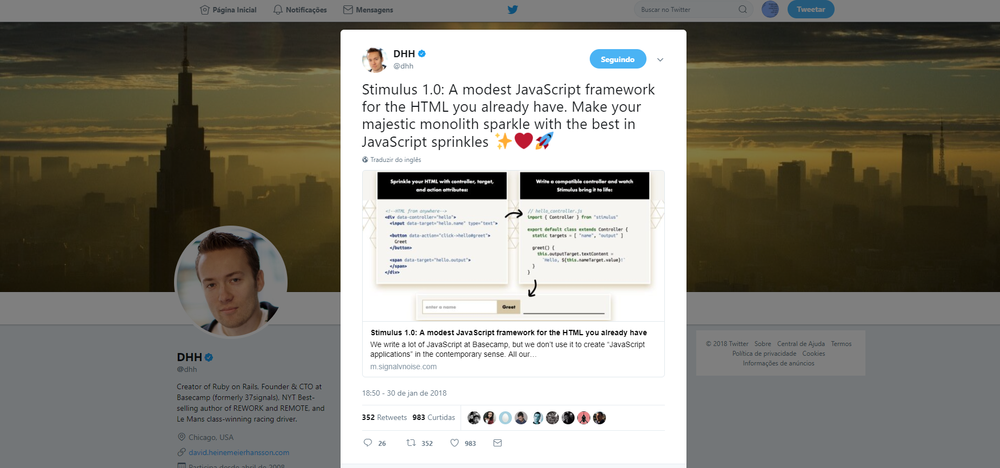 Página Inicial
Notificações
Mensagens
Buscar no Twitter
Tweetar
DHH
@dhh
Seguindo
Stimulus 1.0: A modest JavaScript framework
for the HTML you already have. Make your
majestic monolith sparkle with the best in
JavaScript sprinkles ✨❤️🚀
Traduzir do inglês
Sprinkle your HTML with controller, target,
and action attributes:
<!--HTML from anywhere-->
<div data-controller="hello">
<input data-target="hello.name" type="text">
<button data-action="click->hello#greet">
Greet
</button>
<span data-target="hello.output">
</span>
</div>
Write a compatible controller and watch
Stimulus bring it to life:
// hello_controller.js
import { Controller } from "stimulus"
export default class extends Controller {
static targets = [ "name", "output" ]
greet() {
this.outputTarget.textContent =
`Hello, ${this.nameTarget.value}!`
}
}
enter a name
Greet
Stimulus 1.0: A modest JavaScript framework for the HTML you already have
We write a lot of JavaScript at Basecamp, but we don’t use it to create “JavaScript
applications” in the contemporary sense. All our…
m.signalvnoise.com
18:50 - 30 de jan de 2018
352 Retweets 983 Curtidas
26 352 983
DHH
@dhh
Creator of Ruby on Rails, Founder & CTO at
Basecamp (formerly 37signals), NYT Best-
selling author of REWORK and REMOTE, and
Le Mans class-winning racing driver.
Chicago, USA
david.heinemeierhansson.com
Participa desde abril de 2008
© 2018 Twitter Sobre Central de Ajuda Termos
Política de privacidade Cookies
Informações de anúncios